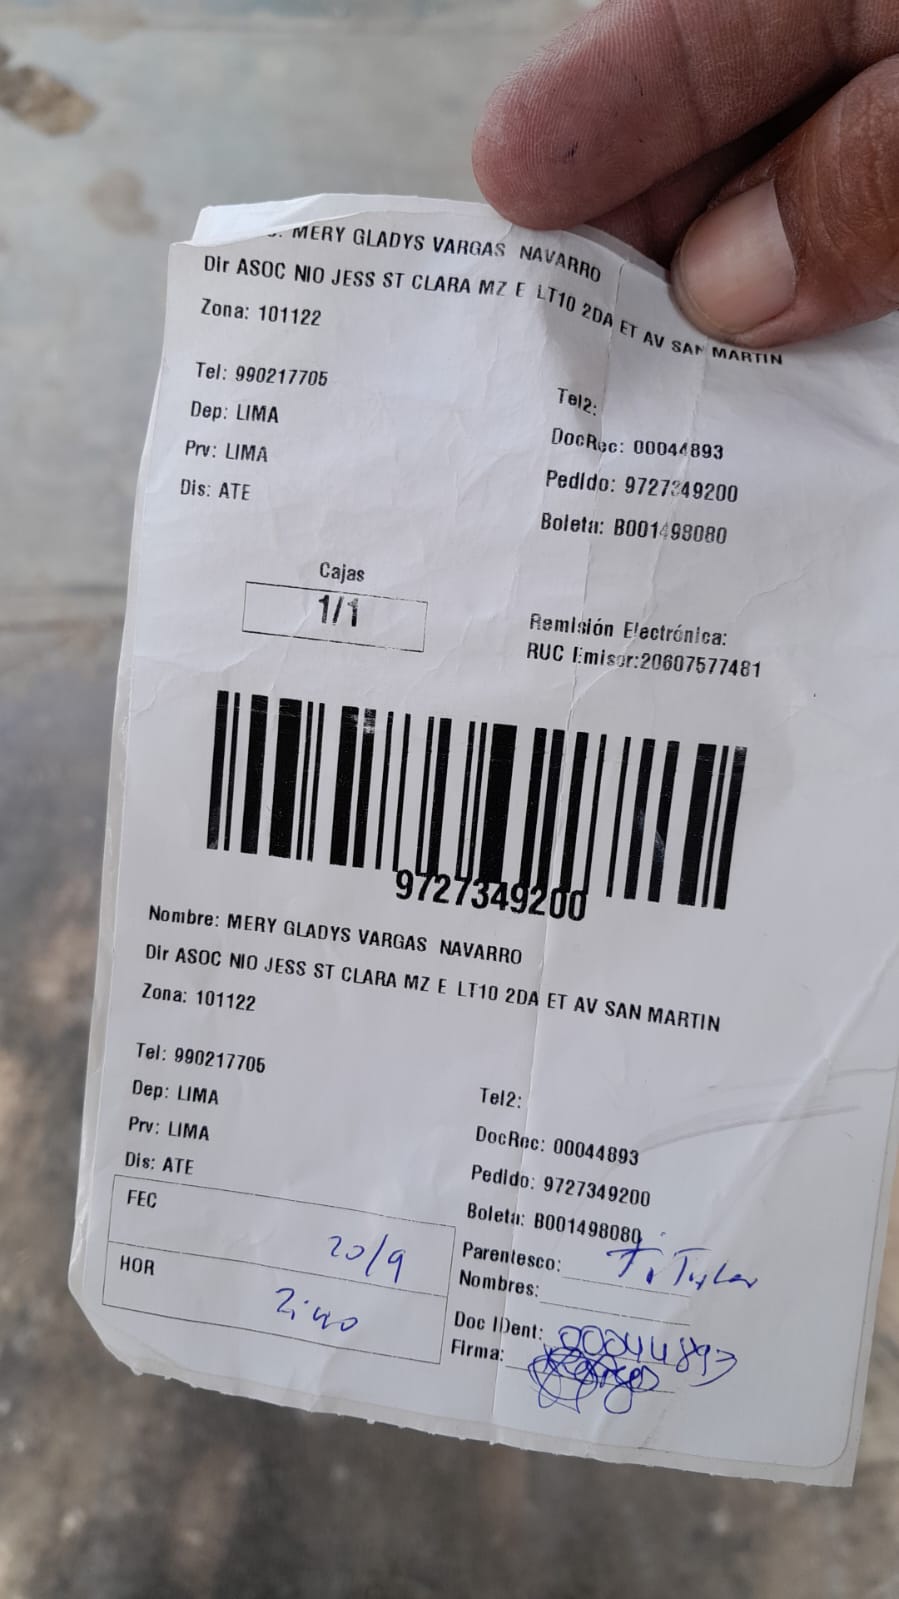 MERY GLADYS VARGAS NAVARRO
Dir ASOC NIO JESS ST CLARA MZ E LT10 2DA ET AV SAN MARTIN
Zona: 101122
Tel: 990217705
Tel2:
Dep: LIMA
DocRec: 00044893
Prv: LIMA
Pedido: 9727349200
Dis: ATE
Boleta: B001498080
Cajas
1/1
Remisión Electrónica:
RUC Emisor:20607577481
9727349200
Nombre: MERY GLADYS VARGAS NAVARRO
Dir ASOC NIO JESS ST CLARA MZ E LT10 2DA ET AV SAN MARTIN
Zona: 101122
Tel: 990217705
Tel2:
Dep: LIMA
DocRec: 00044893
Prv: LIMA
Pedido: 9727349200
Dis: ATE
Boleta: B001498080
FEC 20/9
Parentesco:
Nombres:
HOR
Doc IDent: 00044893
Firma: